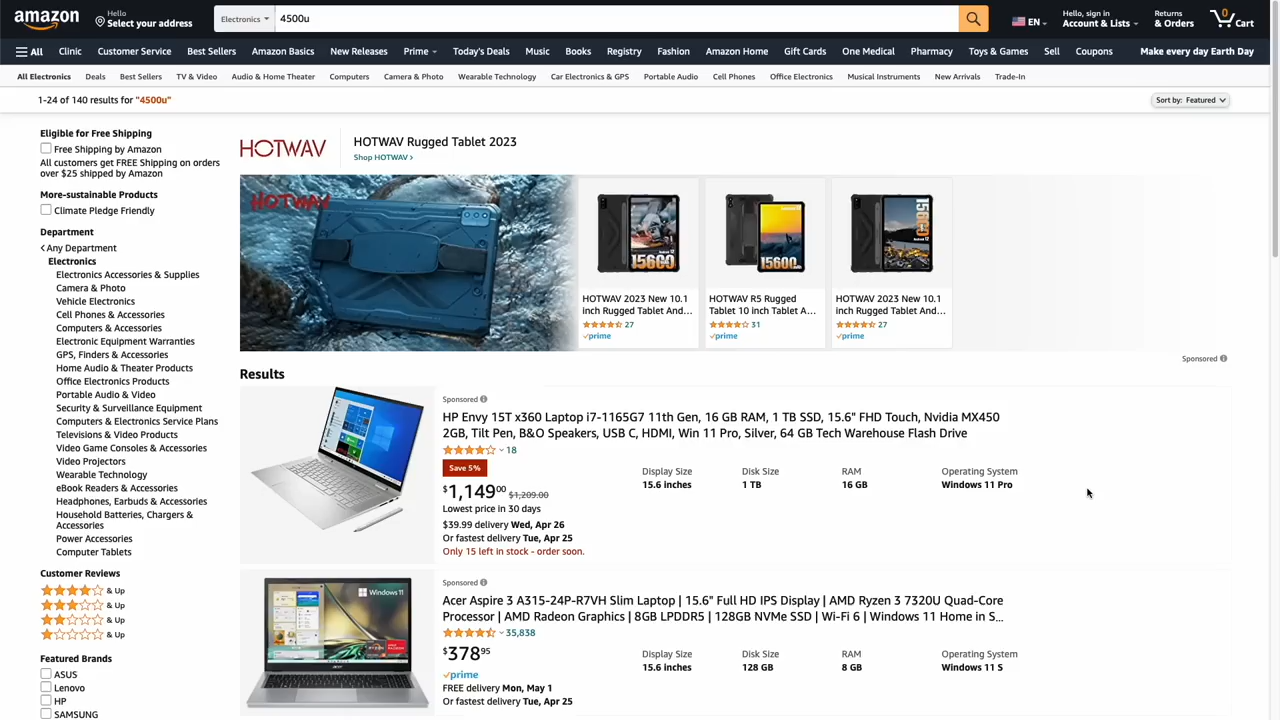 amazon
Hello
Select your address
Electronics
4500u
EN
Hello, sign in
Account & Lists
Returns
& Orders
0
Cart
All
Clinic
Customer Service
Best Sellers
Amazon Basics
New Releases
Prime
Today's Deals
Music
Books
Registry
Fashion
Amazon Home
Gift Cards
One Medical
Pharmacy
Toys & Games
Sell
Coupons
Make every day Earth Day
All Electronics
Deals
Best Sellers
TV & Video
Audio & Home Theater
Computers
Camera & Photo
Wearable Technology
Car Electronics & GPS
Portable Audio
Cell Phones
Office Electronics
Musical Instruments
New Arrivals
Trade-In
1-24 of 140 results for "4500u"
Sort by: Featured
Eligible for Free Shipping
Free Shipping by Amazon
All customers get FREE Shipping on orders
over $25 shipped by Amazon
More-sustainable Products
Climate Pledge Friendly
Department
Any Department
Electronics
Electronics Accessories & Supplies
Camera & Photo
Vehicle Electronics
Cell Phones & Accessories
Computers & Accessories
Electronic Equipment Warranties
GPS, Finders & Accessories
Home Audio & Theater Products
Office Electronics Products
Portable Audio & Video
Security & Surveillance Equipment
Computers & Electronics Service Plans
Televisions & Video Products
Video Game Consoles & Accessories
Video Projectors
Wearable Technology
eBook Readers & Accessories
Headphones, Earbuds & Accessories
Household Batteries, Chargers &
Accessories
Power Accessories
Computer Tablets
Customer Reviews
& Up
& Up
& Up
& Up
Featured Brands
ASUS
Lenovo
HP
SAMSUNG
HOTWAV
HOTWAV Rugged Tablet 2023
Shop HOTWAV ›
HOTWAV
15600
HOTWAV 2023 New 10.1
inch Rugged Tablet And...
27
prime
15600
HOTWAV R5 Rugged
Tablet 10 inch Tablet A...
31
prime
15600
HOTWAV 2023 New 10.1
inch Rugged Tablet And...
27
prime
Sponsored
Results
Sponsored
HP Envy 15T x360 Laptop i7-1165G7 11th Gen, 16 GB RAM, 1 TB SSD, 15.6" FHD Touch, Nvidia MX450
2GB, Tilt Pen, B&O Speakers, USB C, HDMI, Win 11 Pro, Silver, 64 GB Tech Warehouse Flash Drive
18
Save 5%
$1,14900 $1,209.00
Lowest price in 30 days
$39.99 delivery Wed, Apr 26
Or fastest delivery Tue, Apr 25
Only 15 left in stock - order soon.
Display Size
15.6 inches
Disk Size
1 TB
RAM
16 GB
Operating System
Windows 11 Pro
Sponsored
Windows 11
Acer Aspire 3 A315-24P-R7VH Slim Laptop | 15.6" Full HD IPS Display | AMD Ryzen 3 7320U Quad-Core
Processor | AMD Radeon Graphics | 8GB LPDDR5 | 128GB NVMe SSD | Wi-Fi 6 | Windows 11 Home in S...
35,838
$37895
prime
FREE delivery Mon, May 1
Or fastest delivery Tue, Apr 25
Display Size
15.6 inches
Disk Size
128 GB
RAM
8 GB
Operating System
Windows 11 S